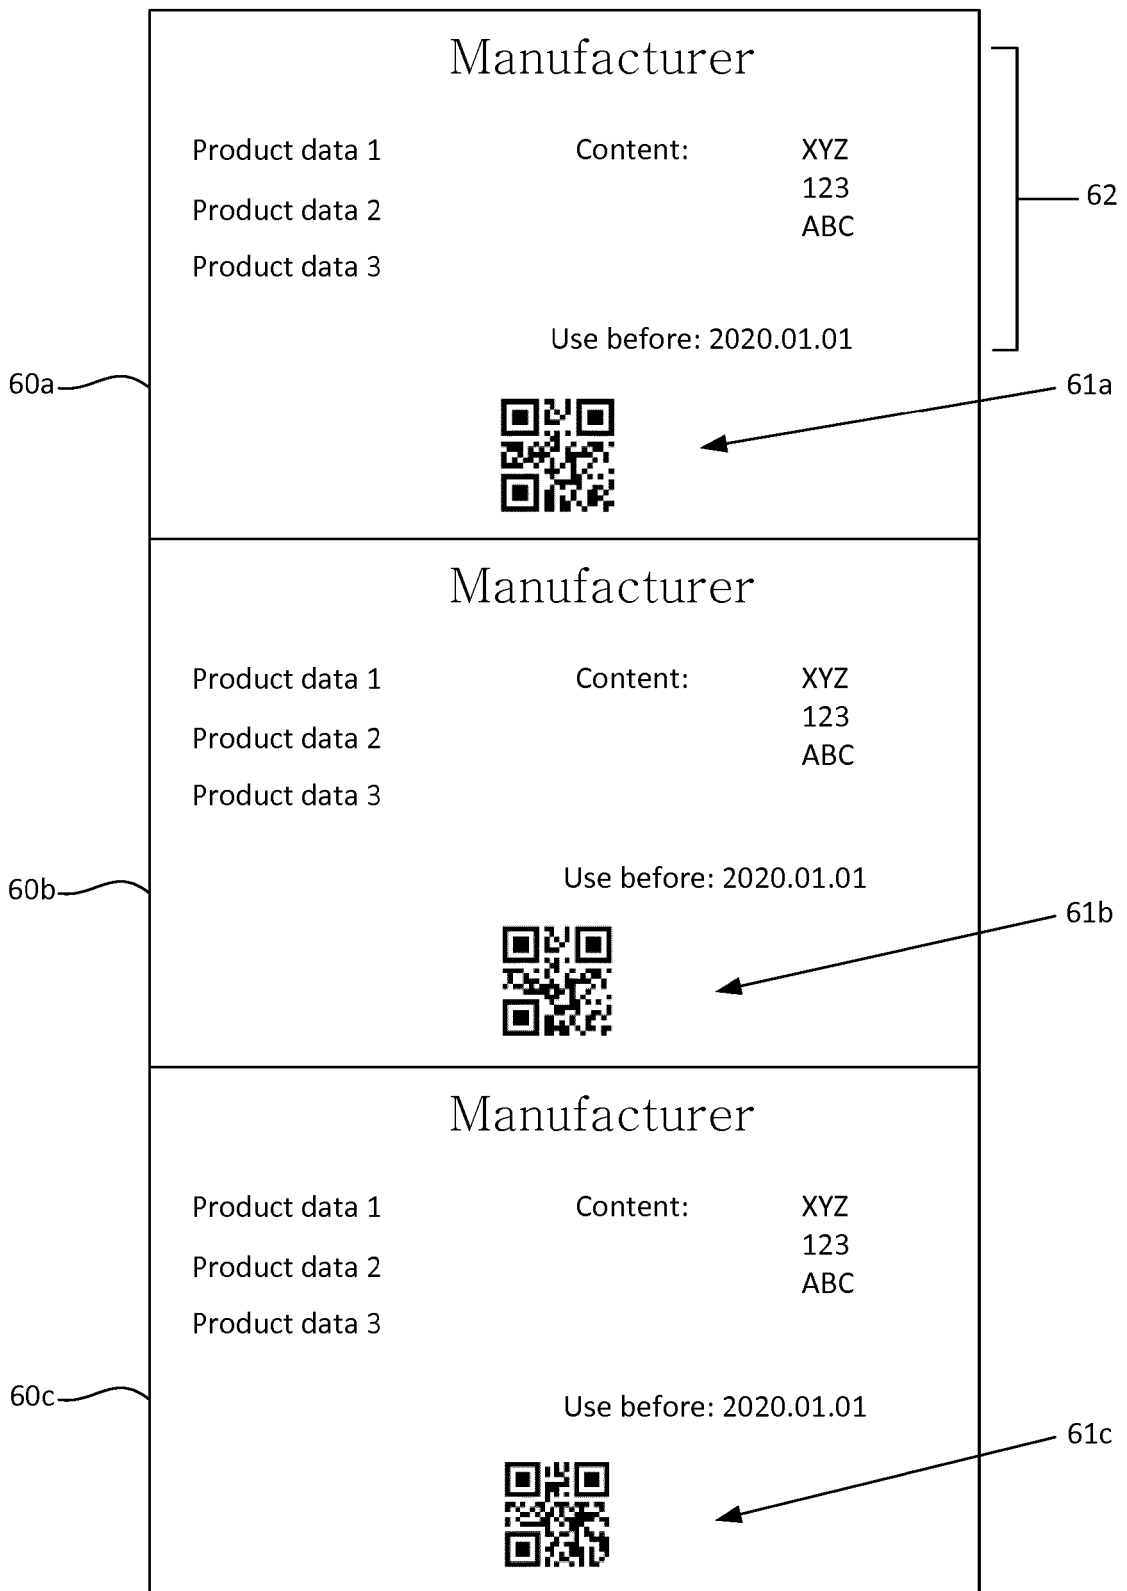 Manufacturer
Product data 1 Content: XYZ
123
62
Product data 2 ABC
Product data 3
Use before: 2020.01.01
60a 61a
Manufacturer
Product data 1 Content: XYZ
123
Product data 2 ABC
Product data 3
Use before: 2020.01.01
60b
61b
Manufacturer
Product data 1 Content: XYZ
123
Product data 2 ABC
Product data 3
60c
Use before: 2020.01.01
61c